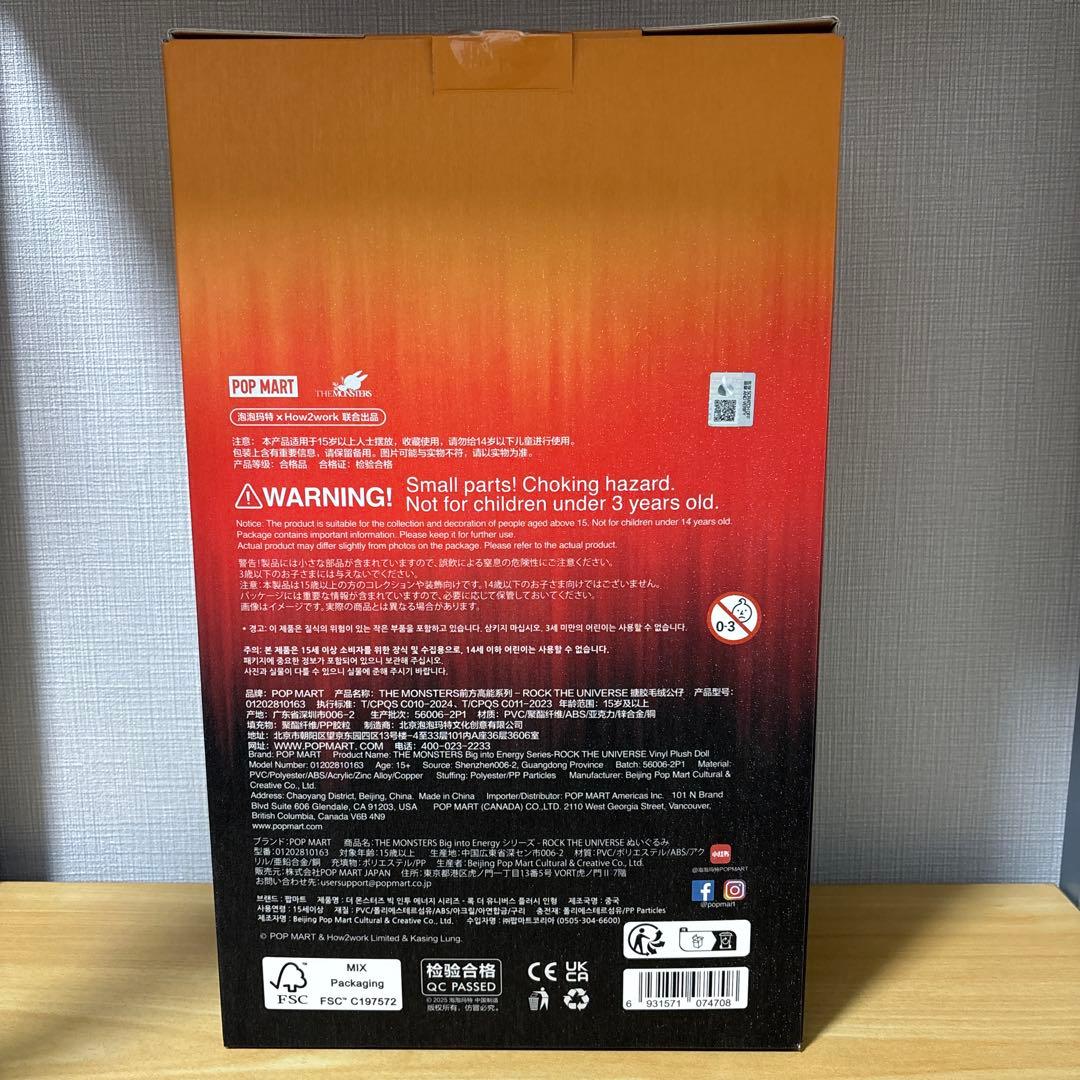 POP MART
THE MONSTERS
泡泡玛特 × How2work 联合出品
注意: 本产品适用于15岁以上人士摆放，收藏使用，请勿给14岁以下儿童进行使用。
包装上含有重要信息，请保留备用。图片可能与实物不符，请以实物为准。
产品等级：合格品 合格证：检验合格
WARNING! Small parts! Choking hazard.
Not for children under 3 years old.
Notice: The product is suitable for the collection and decoration of people aged above 15. Not for children under 14 years old.
Package contains important information. Please keep it for further use.
Actual product may differ slightly from photos on the package. Please refer to the actual product.
警告!製品には小さな部品が含まれていますので、誤飲による窒息の危険性にご注意ください。
3歳以下のお子さまには与えないでください。
注意:本製品は15歳以上の方のコレクションや装飾向けです。14歳以下のお子さま向けではございません。
パッケージには重要な情報が含まれていますので、必要に応じて保管しておいてください。
画像はイメージです。実際の商品とは異なる場合があります。
0-3
* 경고: 이 제품은 질식의 위험이 있는 작은 부품을 포함하고 있습니다. 삼키지 마십시오. 3세 미만의 어린이는 사용할 수 없습니다.
주의: 본 제품은 15세 이상 소비자를 위한 장식 및 수집용으로, 14세 이하 어린이는 사용할 수 없습니다.
패키지에 중요한 정보가 포함되어 있으니 보관해 주십시오.
사진과 실물이 다를 수 있으니 실물에 준해 주시기 바랍니다.
品牌：POP MART 产品名称：THE MONSTERS前方高能系列 – ROCK THE UNIVERSE 搪胶毛绒公仔 产品型号：
01202810163 执行标准：T/CPQS C010–2024、T/CPQS C011–2023 年龄范围：15岁及以上
产地：广东省深圳市006-2 生产批次：56006-2P1 材质：PVC/聚酯纤维/ABS/亚克力/锌合金/铜
填充物：聚酯纤维/PP胶粒 制造商：北京泡泡玛特文化创意有限公司
地址：北京市朝阳区望京东园四区13号楼-4至33层101内A座36层3606室
网址：WWW.POPMART. COM 电话：400-023-2233
Brand: POP MART Product Name: THE MONSTERS Big into Energy Series-ROCK THE UNIVERSE Vinyl Plush Doll
Model Number: 01202810163 Age: 15+ Source: Shenzhen006-2, Guangdong Province Batch: 56006-2P1 Material:
PVC/Polyester/ABS/Acrylic/Zinc Alloy/Copper Stuffing: Polyester/PP Particles Manufacturer: Beijing Pop Mart Cultural &
Creative Co., Ltd.
Address: Chaoyang District, Beijing, China. Made in China Importer/Distributor: POP MART Americas Inc. 101 N Brand
Blvd Suite 606 Glendale, CA 91203, USA POP MART (CANADA) CO.,LTD. 2110 West Georgia Street, Vancouver,
British Columbia, Canada V6B 4N9
www.popmart.com
ブランド:POP MART 商品名:THE MONSTERS Big into Energy シリーズ - ROCK THE UNIVERSE ぬいぐるみ
型番:01202810163 対象年齢:15歳以上 生産地:中国広東省深セン市006-2 材質:PVC/ポリエステル/ABS/アク
リル/亜鉛合金/銅 充填物:ポリエステル/PP 生産者:Beijing Pop Mart Cultural & Creative Co., Ltd.
販売元:株式会社POP MART JAPAN 住所:東京都港区虎ノ門一丁目13番5号 VORT虎ノ門Ⅱ 7階
お問い合わせ先:usersupport@popmart.co.jp
小红书
@泡泡玛特POPMART
@popmart
브랜드 : 팝마트 제품명 : 더 몬스터즈 빅 인투 에너지 시리즈 - 록 더 유니버스 플러시 인형 제조국명 : 중국
사용연령 : 15세이상 재질 : PVC/폴리에스테르섬유/ABS/아크릴/아연합금/구리 충전재: 폴리에스테르섬유/PP Particles
제조자명 : Beijing Pop Mart Cultural & Creative Co., Ltd. 수입자명 : ㈜팝마트코리아 (0505-304-6600)
© POP MART & How2work Limited & Kasing Lung.
FSC
MIX
Packaging
FSC™ C197572
检验合格
QC PASSED
© 2025 泡泡玛特 中国制造
版权所有，仿冒必究。
CE UK
CA
6 931571 074708